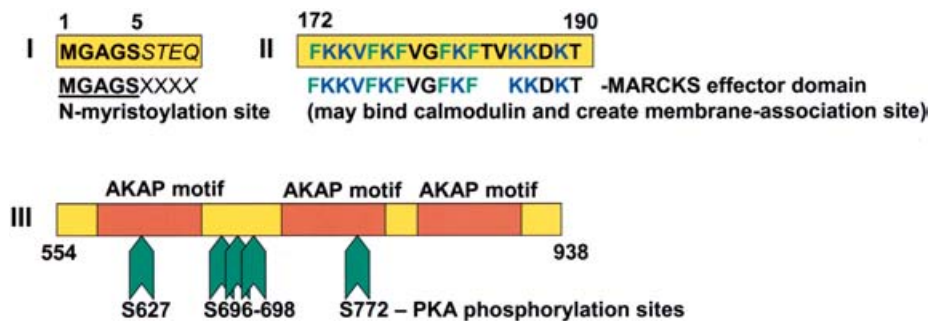 1 5
I MGAGSSTEQ
MGAGSXXXX
N-myristoylation site
172 190
II FKKVFKFVGFKFTVKKDKT
FKKVFKFVGFKF KKDKT -MARCKS effector domain
(may bind calmodulin and create membrane-association site)
AKAP motif AKAP motif AKAP motif
III
554 938
S627 S696-698 S772 – PKA phosphorylation sites